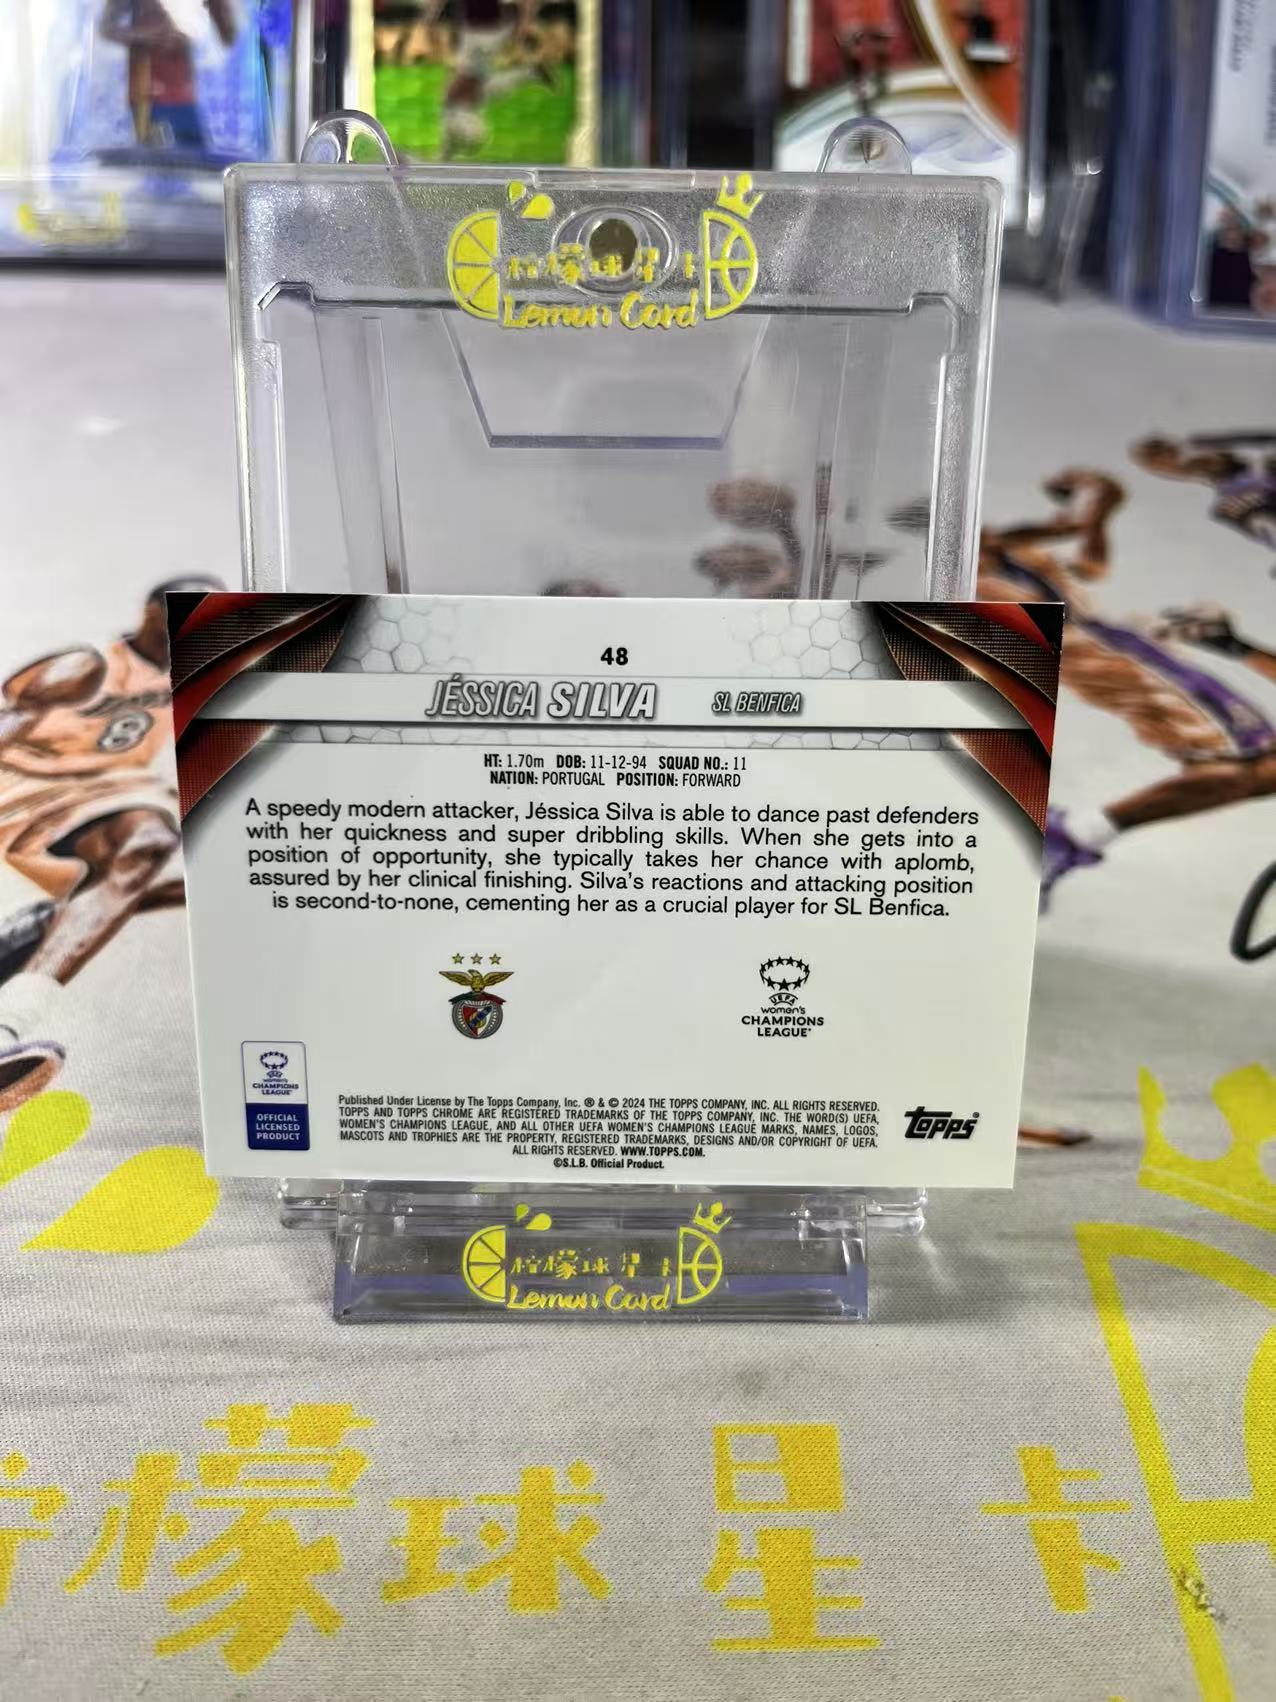 柠檬球星卡
Lemon Card
48
JÉSSICA SILVA SL BENFICA
HT: 1.70m DOB: 11-12-94 SQUAD NO.: 11
NATION: PORTUGAL POSITION: FORWARD
A speedy modern attacker, Jéssica Silva is able to dance past defenders
with her quickness and super dribbling skills. When she gets into a
position of opportunity, she typically takes her chance with aplomb,
assured by her clinical finishing. Silva's reactions and attacking position
is second-to-none, cementing her as a crucial player for SL Benfica.
UEFA
women's
CHAMPIONS
LEAGUE
women's
CHAMPIONS
LEAGUE
OFFICIAL
LICENSED
PRODUCT
Published Under License by The Topps Company, Inc. ® & © 2024 THE TOPPS COMPANY, INC. ALL RIGHTS RESERVED.
TOPPS AND TOPPS CHROME ARE REGISTERED TRADEMARKS OF THE TOPPS COMPANY, INC. THE WORD(S) UEFA,
WOMEN'S CHAMPIONS LEAGUE, AND ALL OTHER UEFA WOMEN'S CHAMPIONS LEAGUE MARKS, NAMES, LOGOS,
MASCOTS AND TROPHIES ARE THE PROPERTY, REGISTERED TRADEMARKS, DESIGNS AND/OR COPYRIGHT OF UEFA.
ALL RIGHTS RESERVED. WWW.TOPPS.COM.
©S.L.B. Official Product.
topps®
柠檬球星卡
Lemon Card
柠檬球星卡